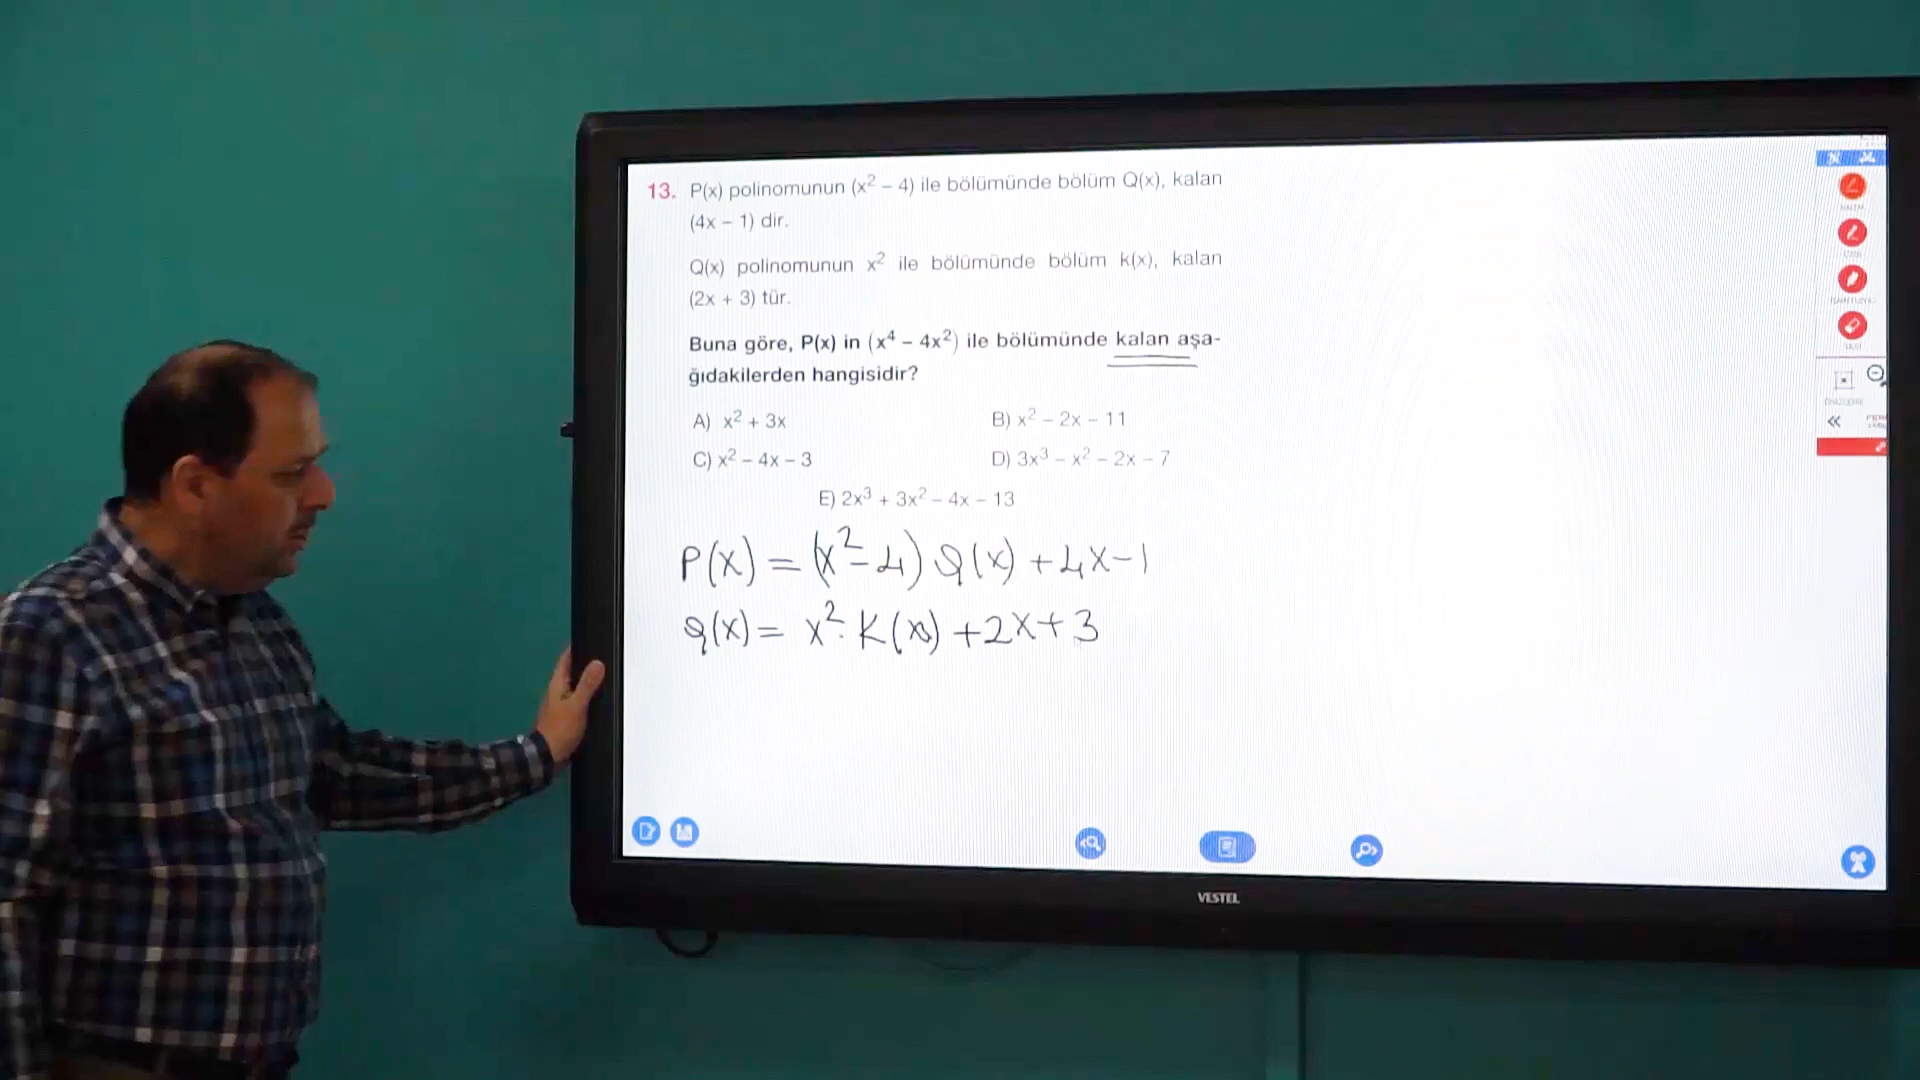 13. P(x) polinomunun (x² – 4) ile bölümünde bölüm Q(x), kalan
(4x – 1) dir.
Q(x) polinomunun x² ile bölümünde bölüm k(x), kalan
(2x + 3) tür.
Buna göre, P(x) in (x⁴ – 4x²) ile bölümünde kalan aşa-
ğıdakilerden hangisidir?
A) x² + 3x B) x² – 2x – 11
C) x² – 4x – 3 D) 3x³ – x² – 2x – 7
E) 2x³ + 3x² – 4x – 13
P(x) = (x² – 4) Q(x) + 4x – 1
Q(x) = x² · K(x) + 2x + 3
VESTEL